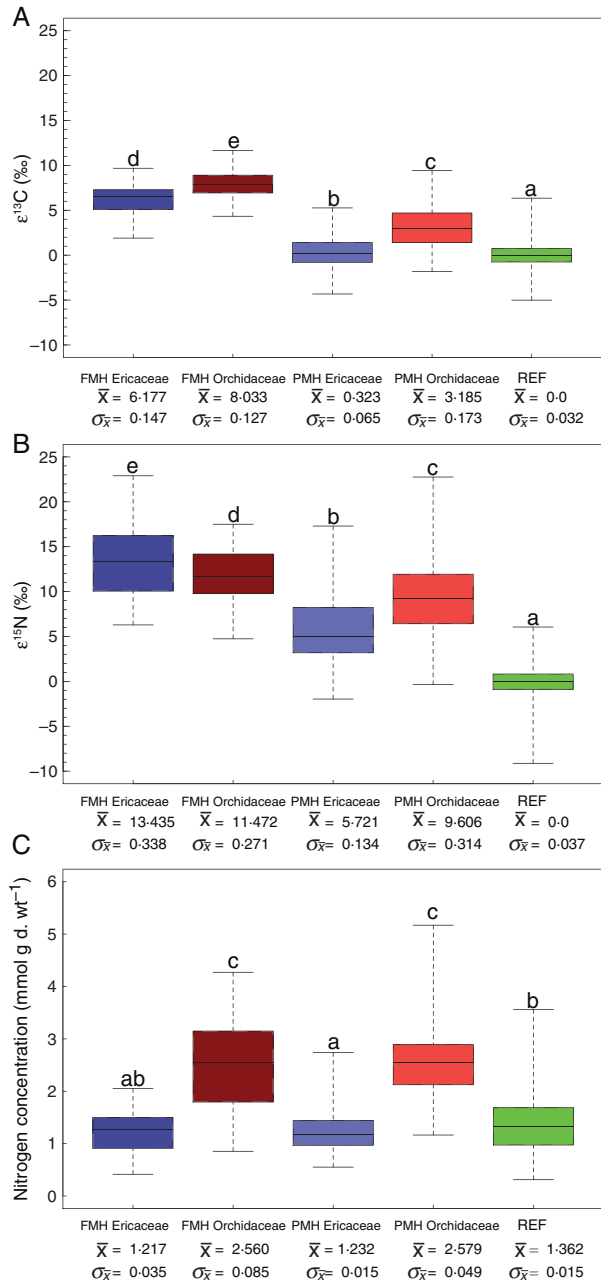 A
25
20
15
10
5
0
−5
−10
ε¹³C (‰)
d
e
b
c
a
FMH Ericaceae FMH Orchidaceae PMH Ericaceae PMH Orchidaceae REF
x̄ = 6·177 x̄ = 8·033 x̄ = 0·323 x̄ = 3·185 x̄ = 0·0
σx̄ = 0·147 σx̄ = 0·127 σx̄ = 0·065 σx̄ = 0·173 σx̄ = 0·032
B
25
20
15
10
5
0
−5
−10
ε¹⁵N (‰)
e
d
b
c
a
FMH Ericaceae FMH Orchidaceae PMH Ericaceae PMH Orchidaceae REF
x̄ = 13·435 x̄ = 11·472 x̄ = 5·721 x̄ = 9·606 x̄ = 0·0
σx̄ = 0·338 σx̄ = 0·271 σx̄ = 0·134 σx̄ = 0·314 σx̄ = 0·037
C
6
5
4
3
2
1
0
Nitrogen concentration (mmol g d. wt⁻¹)
ab
c
a
c
b
FMH Ericaceae FMH Orchidaceae PMH Ericaceae PMH Orchidaceae REF
x̄ = 1·217 x̄ = 2·560 x̄ = 1·232 x̄ = 2·579 x̄ = 1·362
σx̄ = 0·035 σx̄ = 0·085 σx̄ = 0·015 σx̄ = 0·049 σx̄ = 0·015